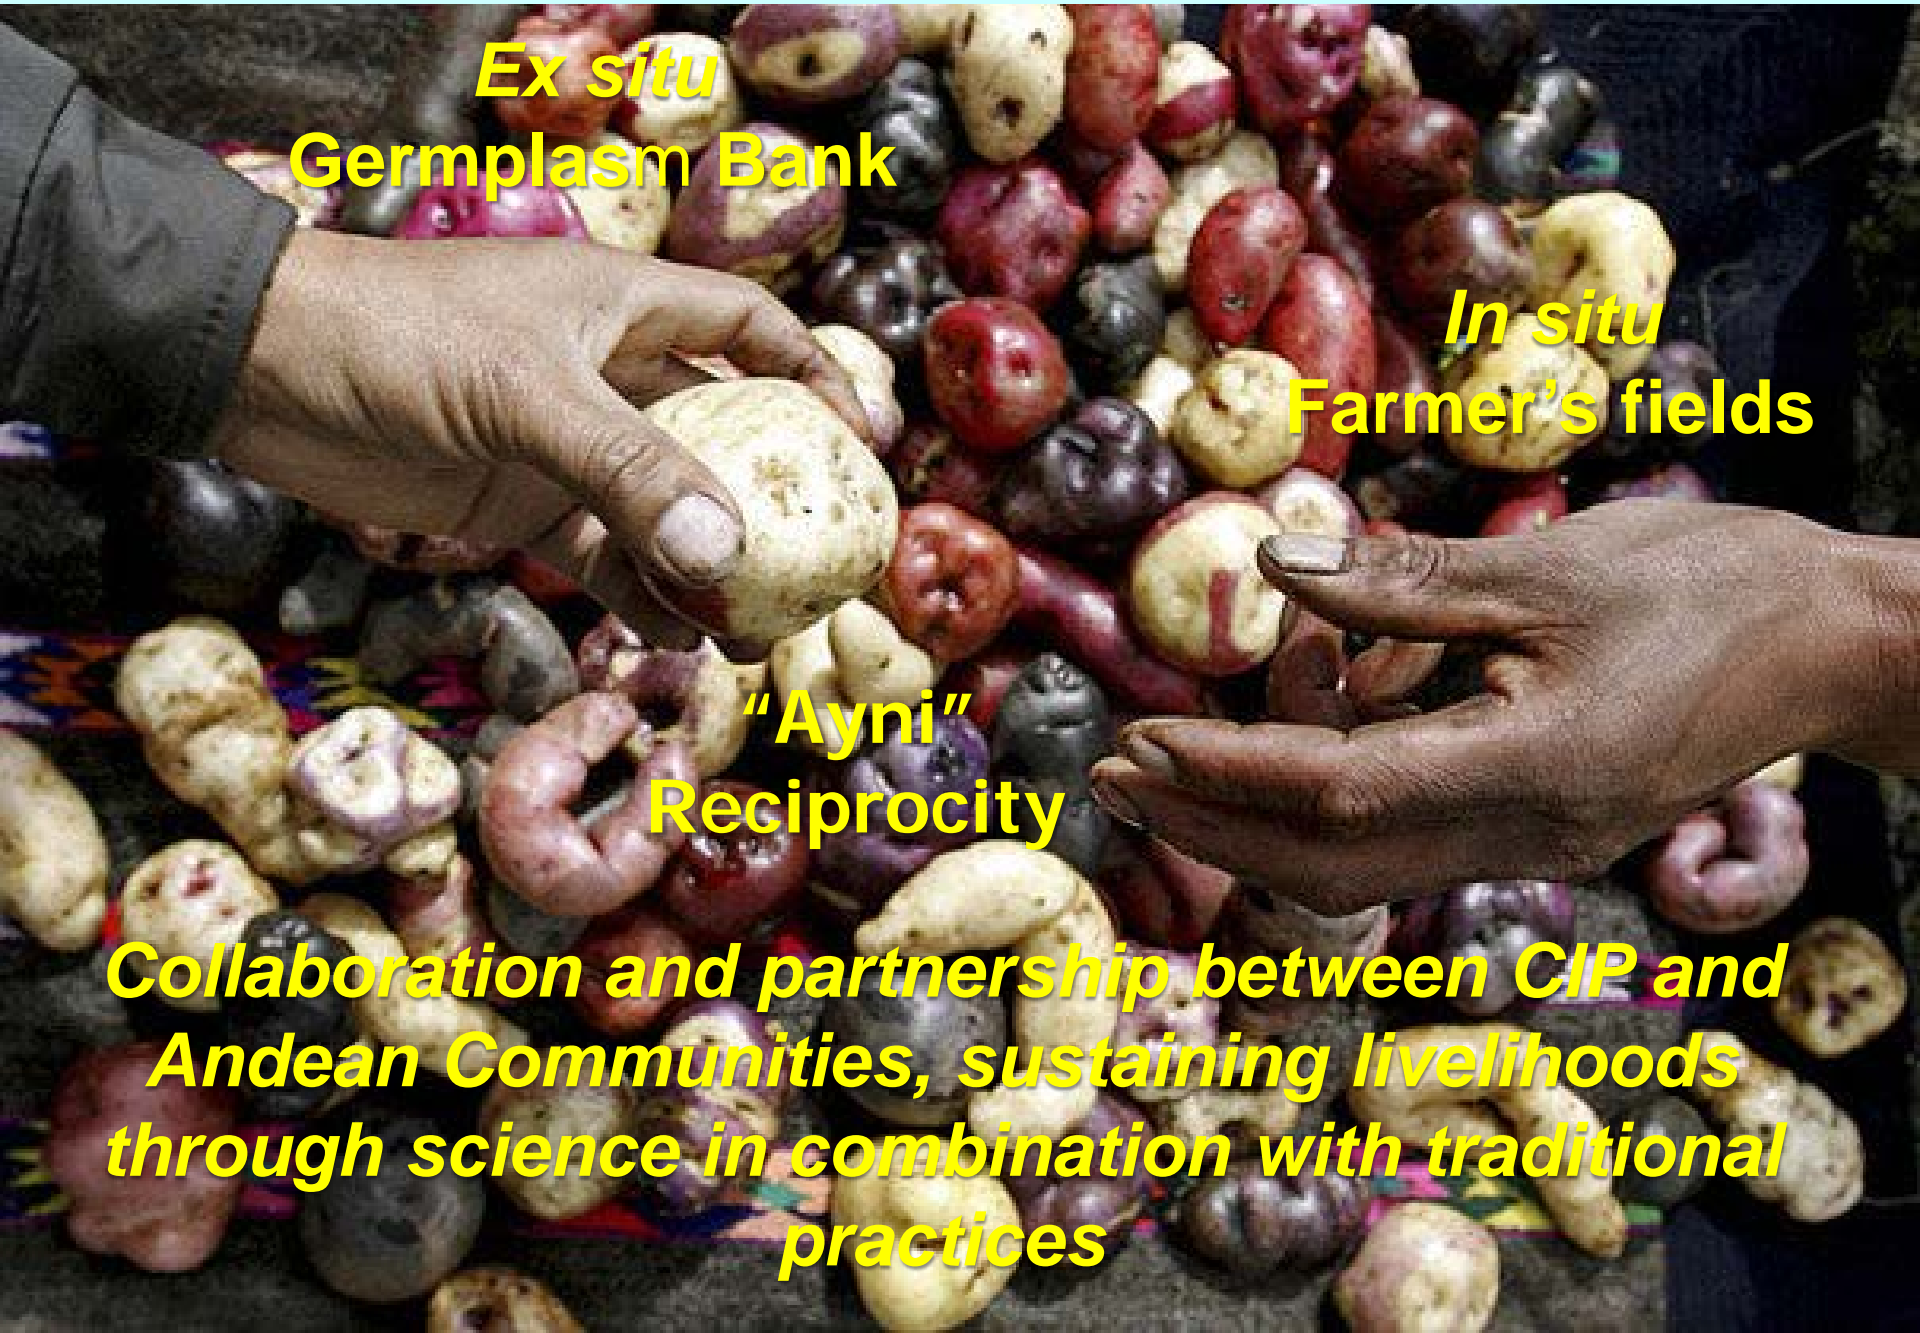 Ex situ
Germplasm Bank
In situ
Farmer’s fields
“Ayni”
Reciprocity
Collaboration and partnership between CIP and
Andean Communities, sustaining livelihoods
through science in combination with traditional
practices